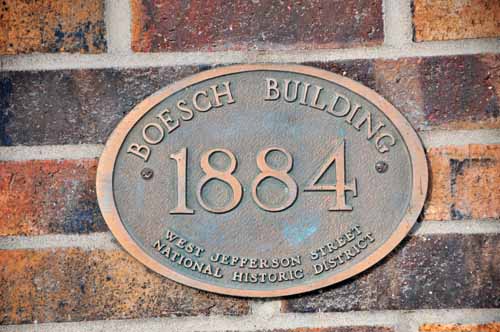 BOESCH BUILDING
1884
WEST JEFFERSON STREET
NATIONAL HISTORIC DISTRICT